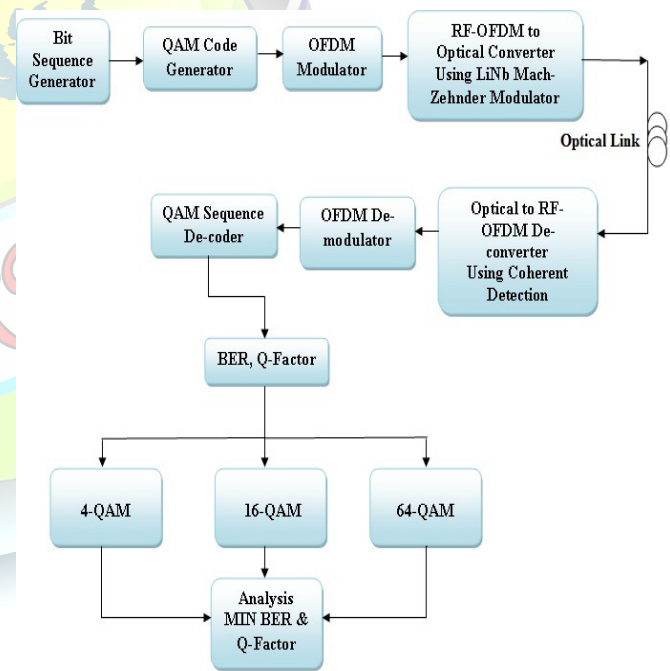 Bit
Sequence
Generator
QAM Code
Generator
OFDM
Modulator
RF-OFDM to
Optical Converter
Using LiNb Mach-
Zehnder Modulator
Optical Link
QAM Sequence
De-coder
OFDM De-
modulator
Optical to RF-
OFDM De-
converter
Using Coherent
Detection
BER, Q-Factor
4-QAM
16-QAM
64-QAM
Analysis
MIN BER &
Q-Factor